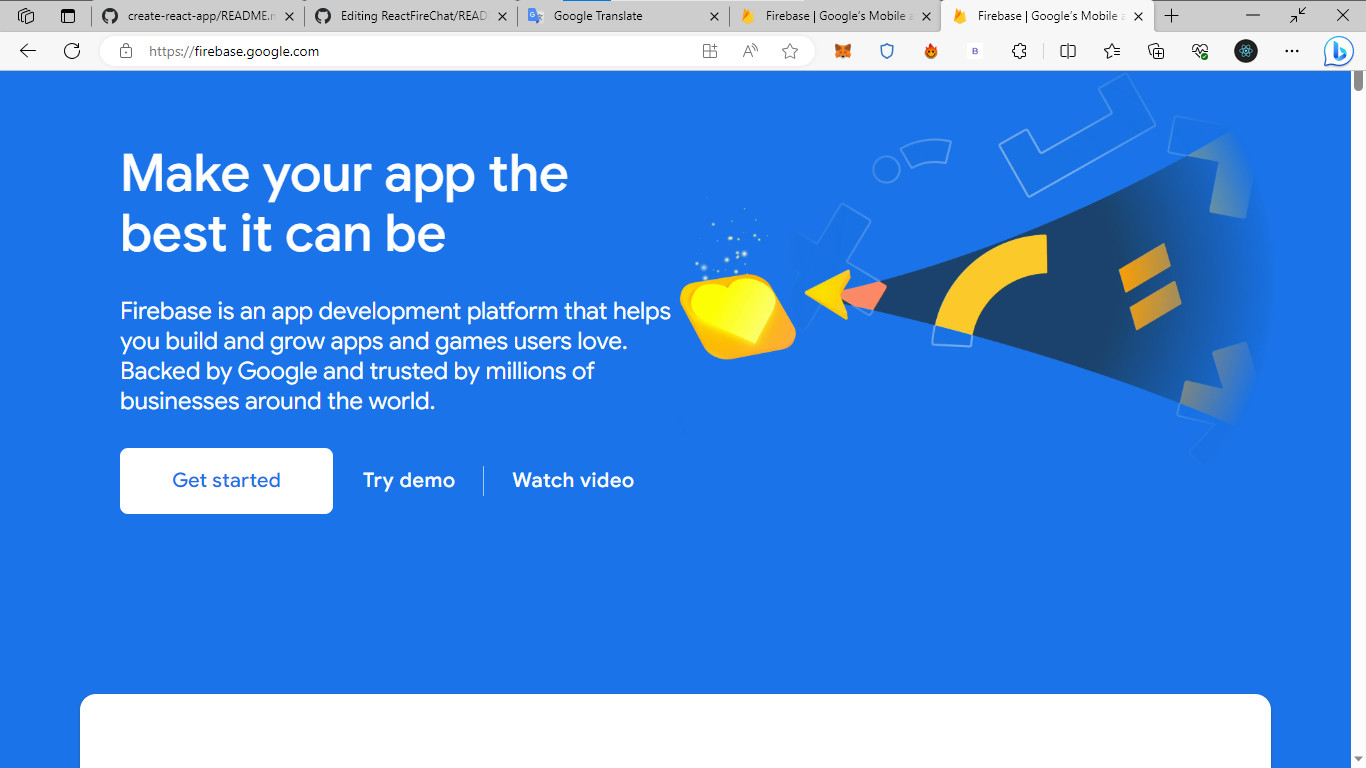 create-react-app/README.m
Editing ReactFireChat/READ
Google Translate
Firebase | Google's Mobile a
Firebase | Google's Mobile a
https://firebase.google.com
Make your app the
best it can be
Firebase is an app development platform that helps
you build and grow apps and games users love.
Backed by Google and trusted by millions of
businesses around the world.
Get started
Try demo
Watch video